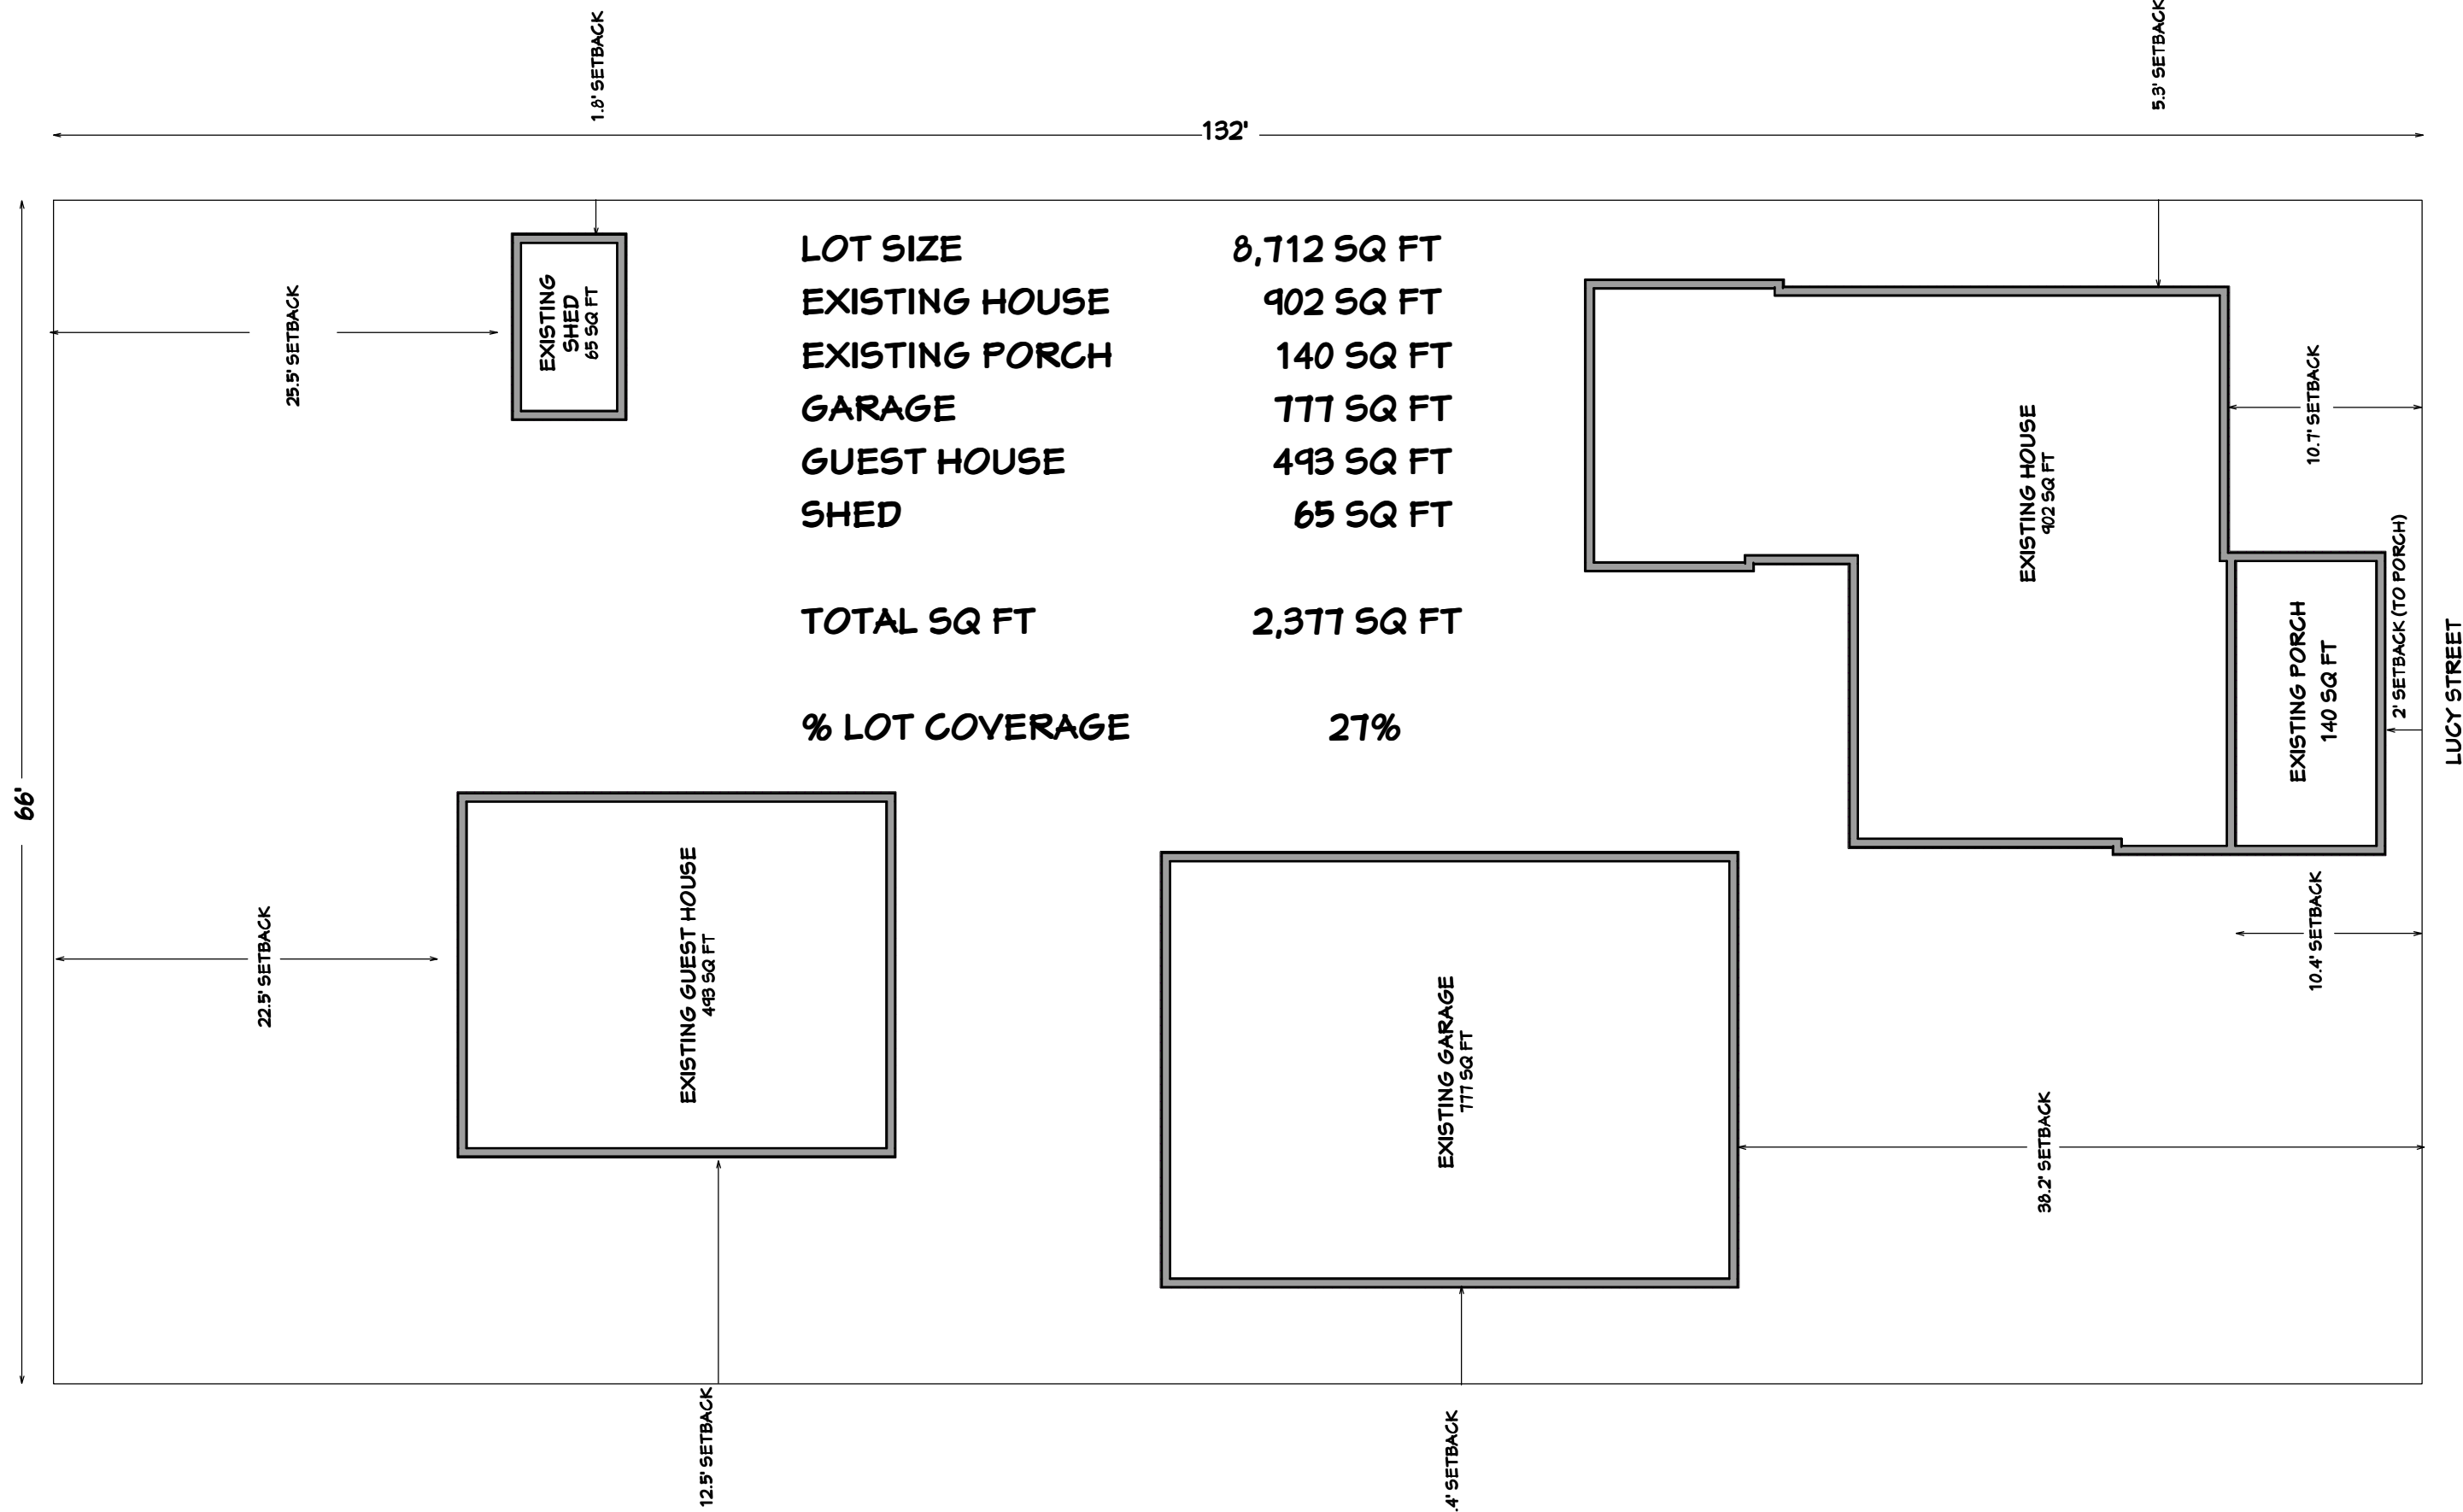 1.8' SETBACK
5.3' SETBACK
132'
LOT SIZE 8,712 SQ FT
EXISTING HOUSE 902 SQ FT
EXISTING PORCH 140 SQ FT
GARAGE 777 SQ FT
GUEST HOUSE 493 SQ FT
SHED 65 SQ FT
TOTAL SQ FT 2,377 SQ FT
% LOT COVERAGE 27%
25.5' SETBACK
EXISTING
SHED
65 SQ FT
EXISTING HOUSE
902 SQ FT
10.7' SETBACK
2' SETBACK (TO PORCH)
LUCY STREET
EXISTING PORCH
140 SQ FT
66'
22.5' SETBACK
EXISTING GUEST HOUSE
493 SQ FT
EXISTING GARAGE
777 SQ FT
10.4' SETBACK
38.2' SETBACK
12.5' SETBACK
.4' SETBACK